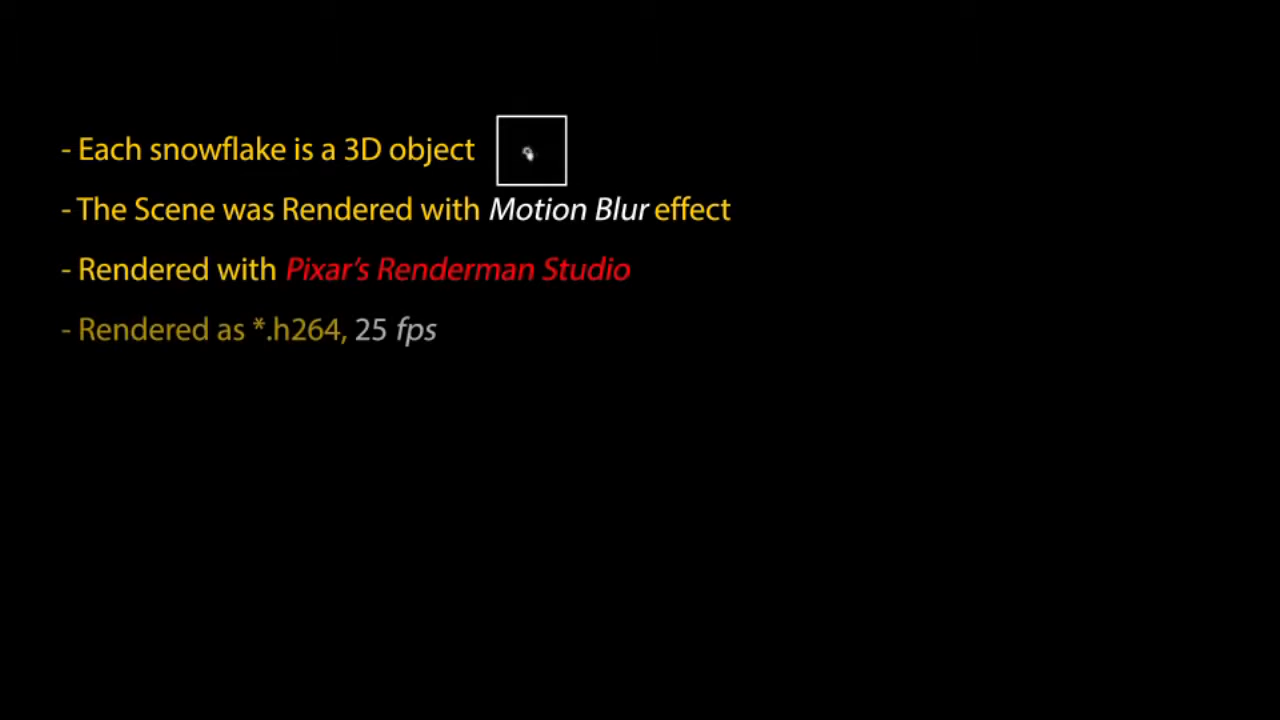 - Each snowflake is a 3D object
- The Scene was Rendered with Motion Blur effect
- Rendered with Pixar's Renderman Studio
- Rendered as *.h264, 25 fps